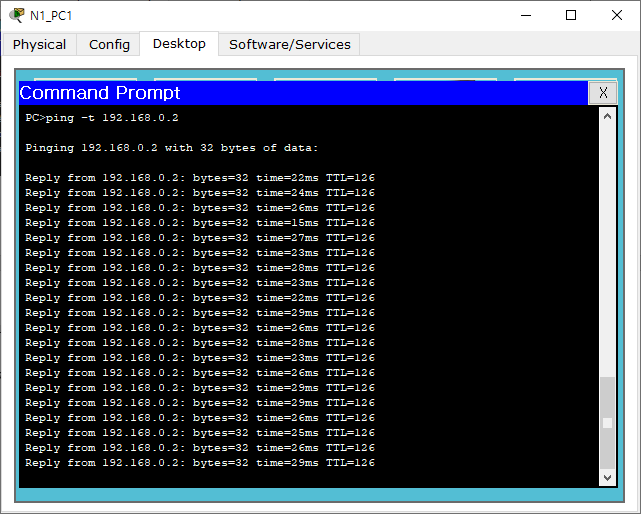 N1_PC1
Physical Config Desktop Software/Services
Command Prompt X
PC>ping -t 192.168.0.2
Pinging 192.168.0.2 with 32 bytes of data:
Reply from 192.168.0.2: bytes=32 time=22ms TTL=126
Reply from 192.168.0.2: bytes=32 time=24ms TTL=126
Reply from 192.168.0.2: bytes=32 time=26ms TTL=126
Reply from 192.168.0.2: bytes=32 time=15ms TTL=126
Reply from 192.168.0.2: bytes=32 time=27ms TTL=126
Reply from 192.168.0.2: bytes=32 time=23ms TTL=126
Reply from 192.168.0.2: bytes=32 time=28ms TTL=126
Reply from 192.168.0.2: bytes=32 time=23ms TTL=126
Reply from 192.168.0.2: bytes=32 time=22ms TTL=126
Reply from 192.168.0.2: bytes=32 time=29ms TTL=126
Reply from 192.168.0.2: bytes=32 time=26ms TTL=126
Reply from 192.168.0.2: bytes=32 time=28ms TTL=126
Reply from 192.168.0.2: bytes=32 time=23ms TTL=126
Reply from 192.168.0.2: bytes=32 time=26ms TTL=126
Reply from 192.168.0.2: bytes=32 time=29ms TTL=126
Reply from 192.168.0.2: bytes=32 time=29ms TTL=126
Reply from 192.168.0.2: bytes=32 time=26ms TTL=126
Reply from 192.168.0.2: bytes=32 time=25ms TTL=126
Reply from 192.168.0.2: bytes=32 time=26ms TTL=126
Reply from 192.168.0.2: bytes=32 time=29ms TTL=126